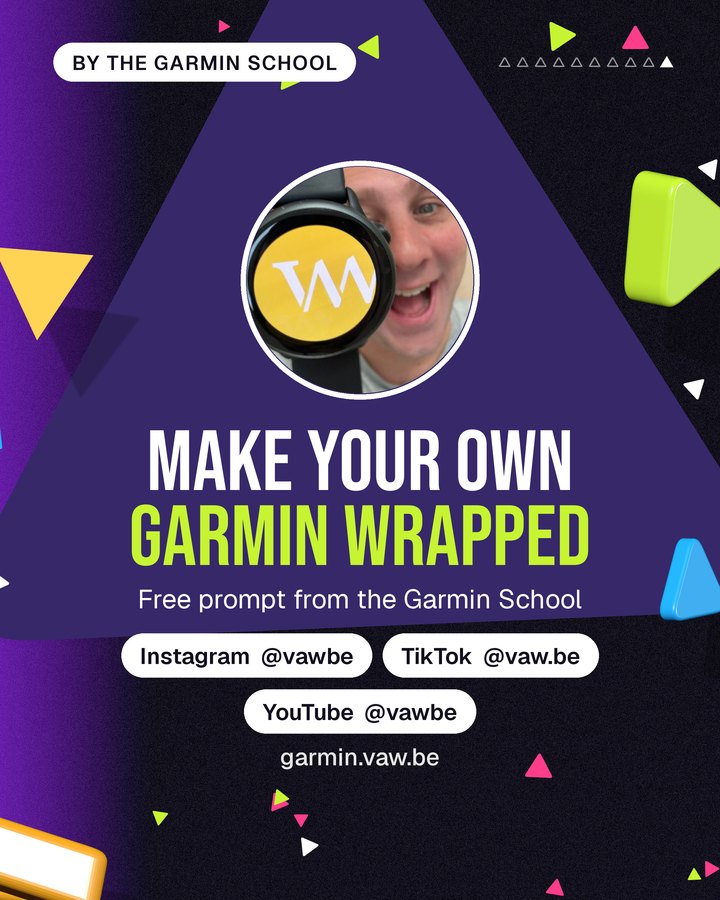 BY THE GARMIN SCHOOL
VM
MAKE YOUR OWN
GARMIN WRAPPED
Free prompt from the Garmin School
Instagram @vawbe
TikTok @vaw.be
YouTube @vawbe
garmin.vaw.be